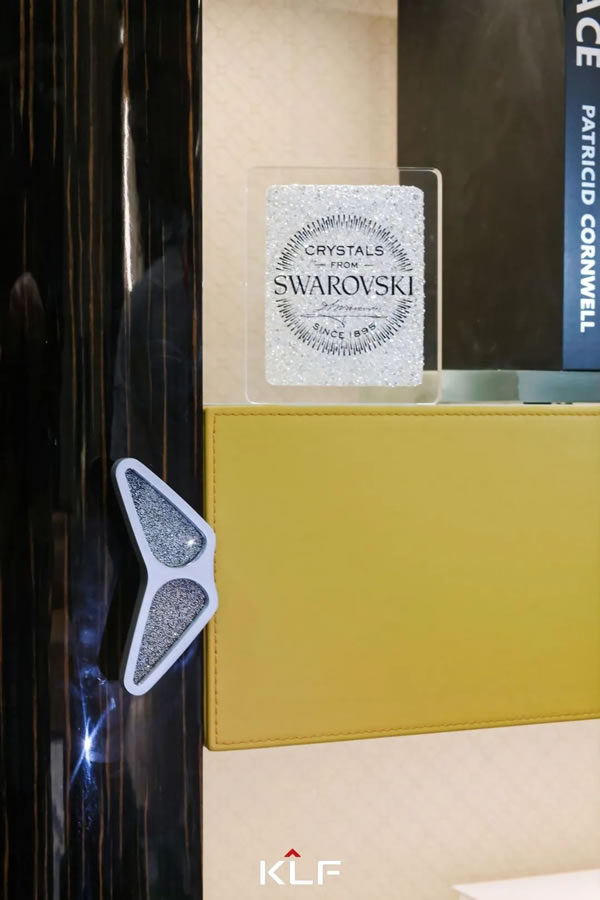 ACE
PATRICID CORNWELL
CRYSTALS
FROM
SWAROVSKI
SINCE 1895
KLF